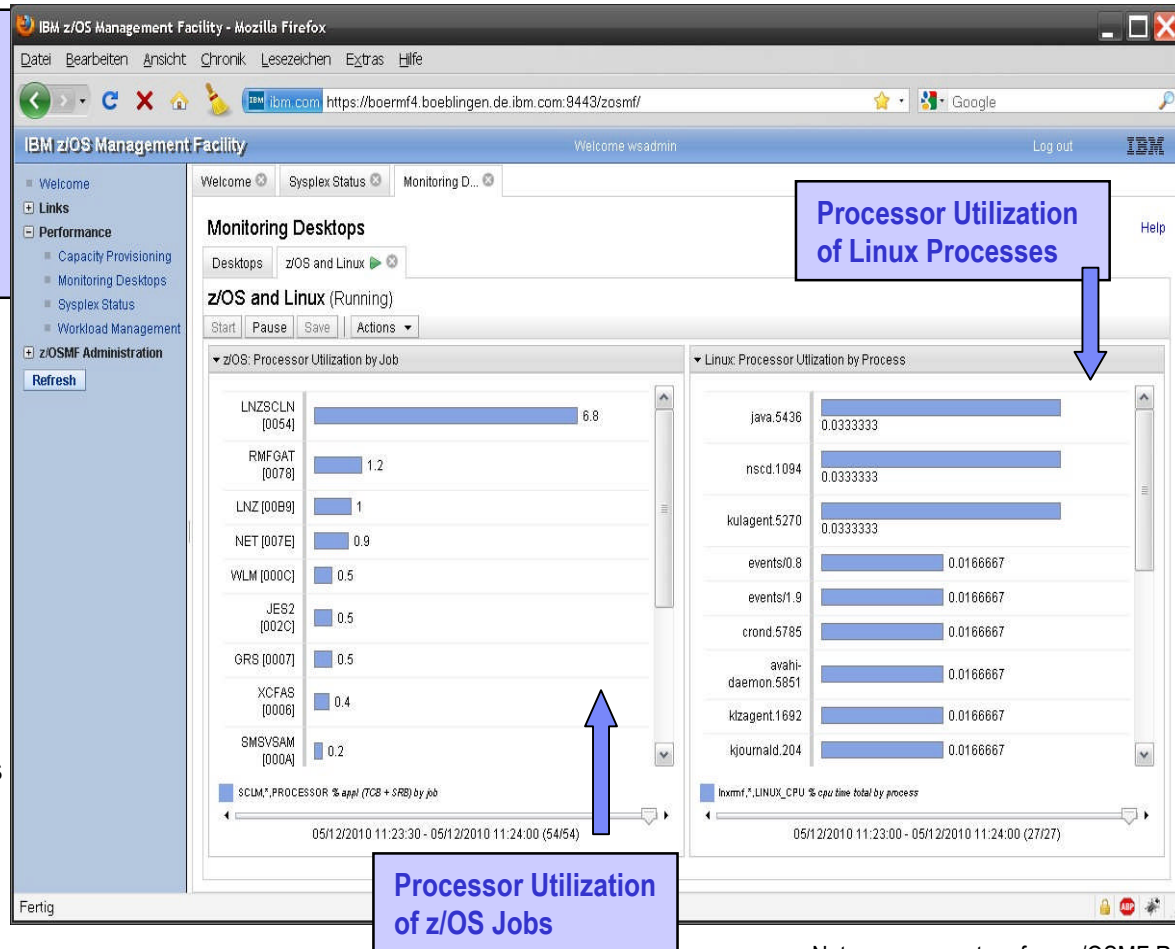 IBM z/OS Management Facility - Mozilla Firefox
Datei Bearbeiten Ansicht Chronik Lesezeichen Extras Hilfe
IBM ibm.com https://boermf4.boeblingen.de.ibm.com:9443/zosmf/
Google
IBM z/OS Management Facility
Welcome wsadmin
Log out
IBM
Welcome
Links
Performance
Capacity Provisioning
Monitoring Desktops
Sysplex Status
Workload Management
z/OSMF Administration
Refresh
Welcome
Sysplex Status
Monitoring D...
Monitoring Desktops
Help
Desktops
z/OS and Linux
z/OS and Linux (Running)
Start Pause Save Actions
z/OS: Processor Utilization by Job
LNZSCLN [0054] 6.8
RMFGAT [0078] 1.2
LNZ [00B9] 1
NET [007E] 0.9
WLM [000C] 0.5
JES2 [002C] 0.5
GRS [0007] 0.5
XCFAS [0006] 0.4
SMSVSAM [000A] 0.2
SCLM,*,PROCESSOR % appl (TCB + SRB) by job
05/12/2010 11:23:30 - 05/12/2010 11:24:00 (54/54)
Linux: Processor Utlization by Process
java.5436 0.0333333
nscd.1094 0.0333333
kulagent.5270 0.0333333
events/0.8 0.0166667
events/1.9 0.0166667
crond.5785 0.0166667
avahi-daemon.5851 0.0166667
klzagent.1692 0.0166667
kjournald.204 0.0166667
lnxrmf,*,LINUX_CPU % cpu time total by process
05/12/2010 11:23:00 - 05/12/2010 11:24:00 (27/27)
Processor Utilization
of Linux Processes
Processor Utilization
of z/OS Jobs
Fertig
ABP